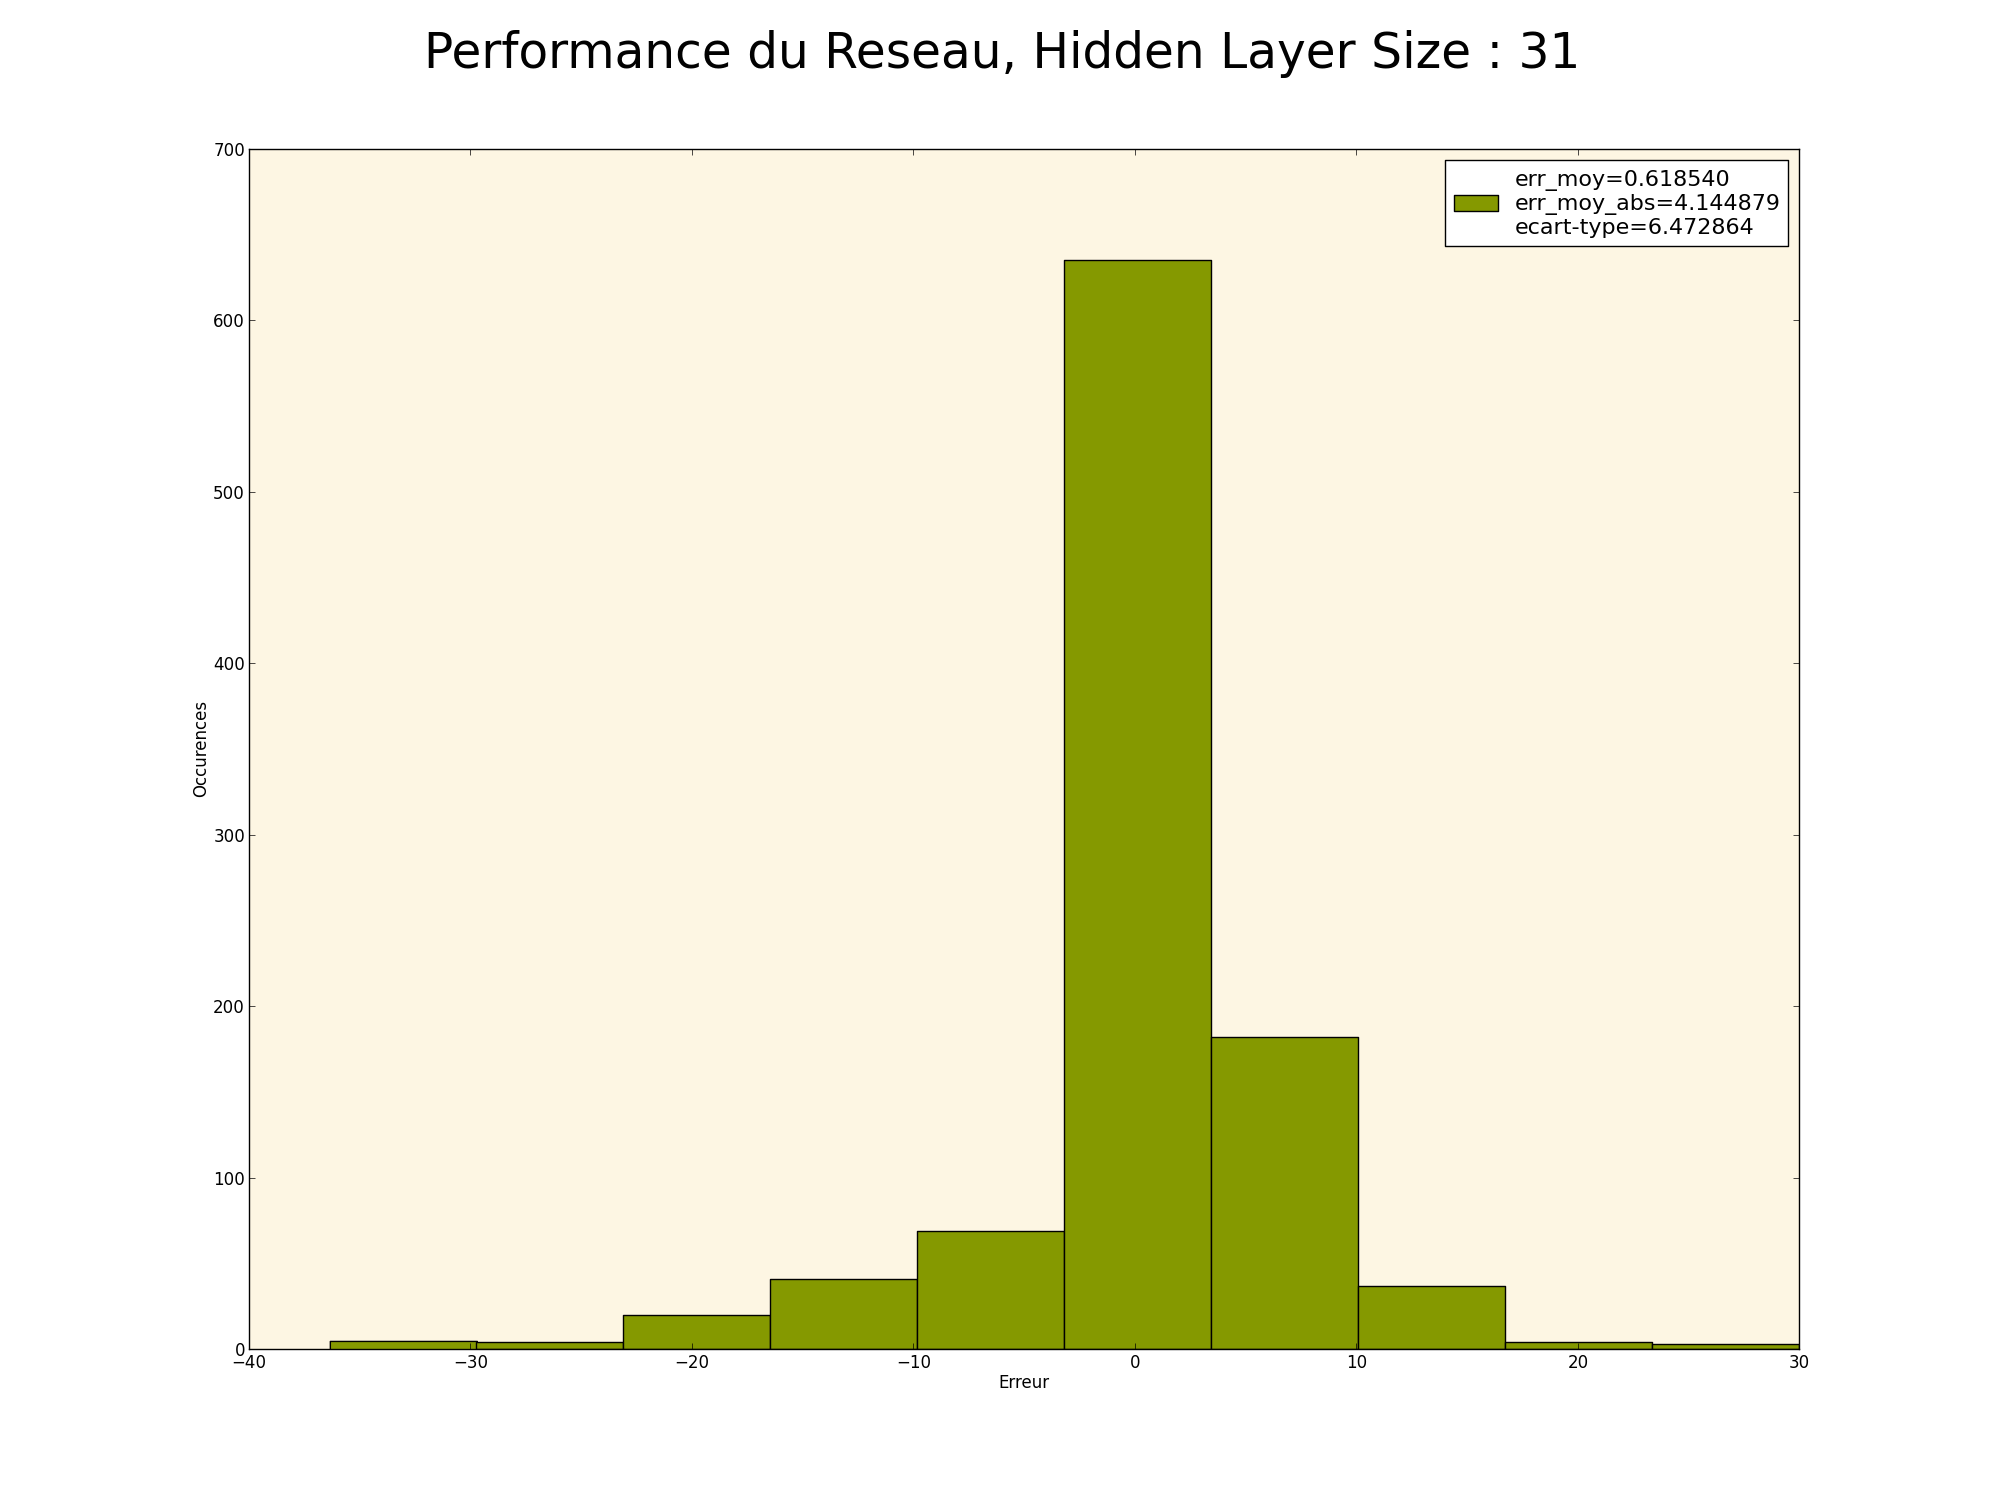 Performance du Reseau, Hidden Layer Size : 31
err_moy=0.618540
err_moy_abs=4.144879
ecart-type=6.472864
700
600
500
400
300
200
100
0
Occurences
−40 −30 −20 −10 0 10 20 30
Erreur